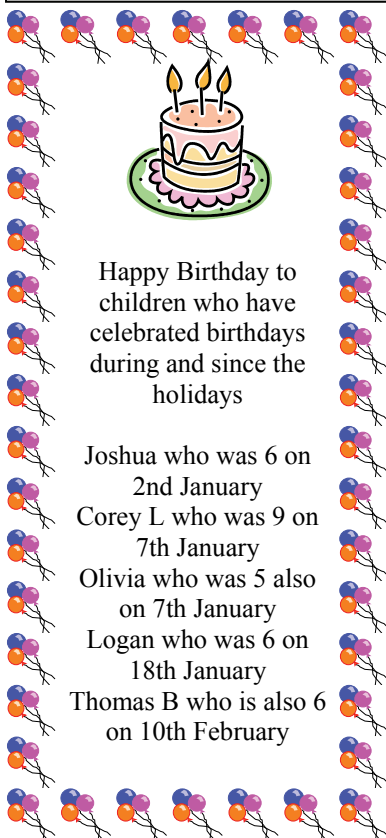 Happy Birthday to
children who have
celebrated birthdays
during and since the
holidays
Joshua who was 6 on
2nd January
Corey L who was 9 on
7th January
Olivia who was 5 also
on 7th January
Logan who was 6 on
18th January
Thomas B who is also 6
on 10th February